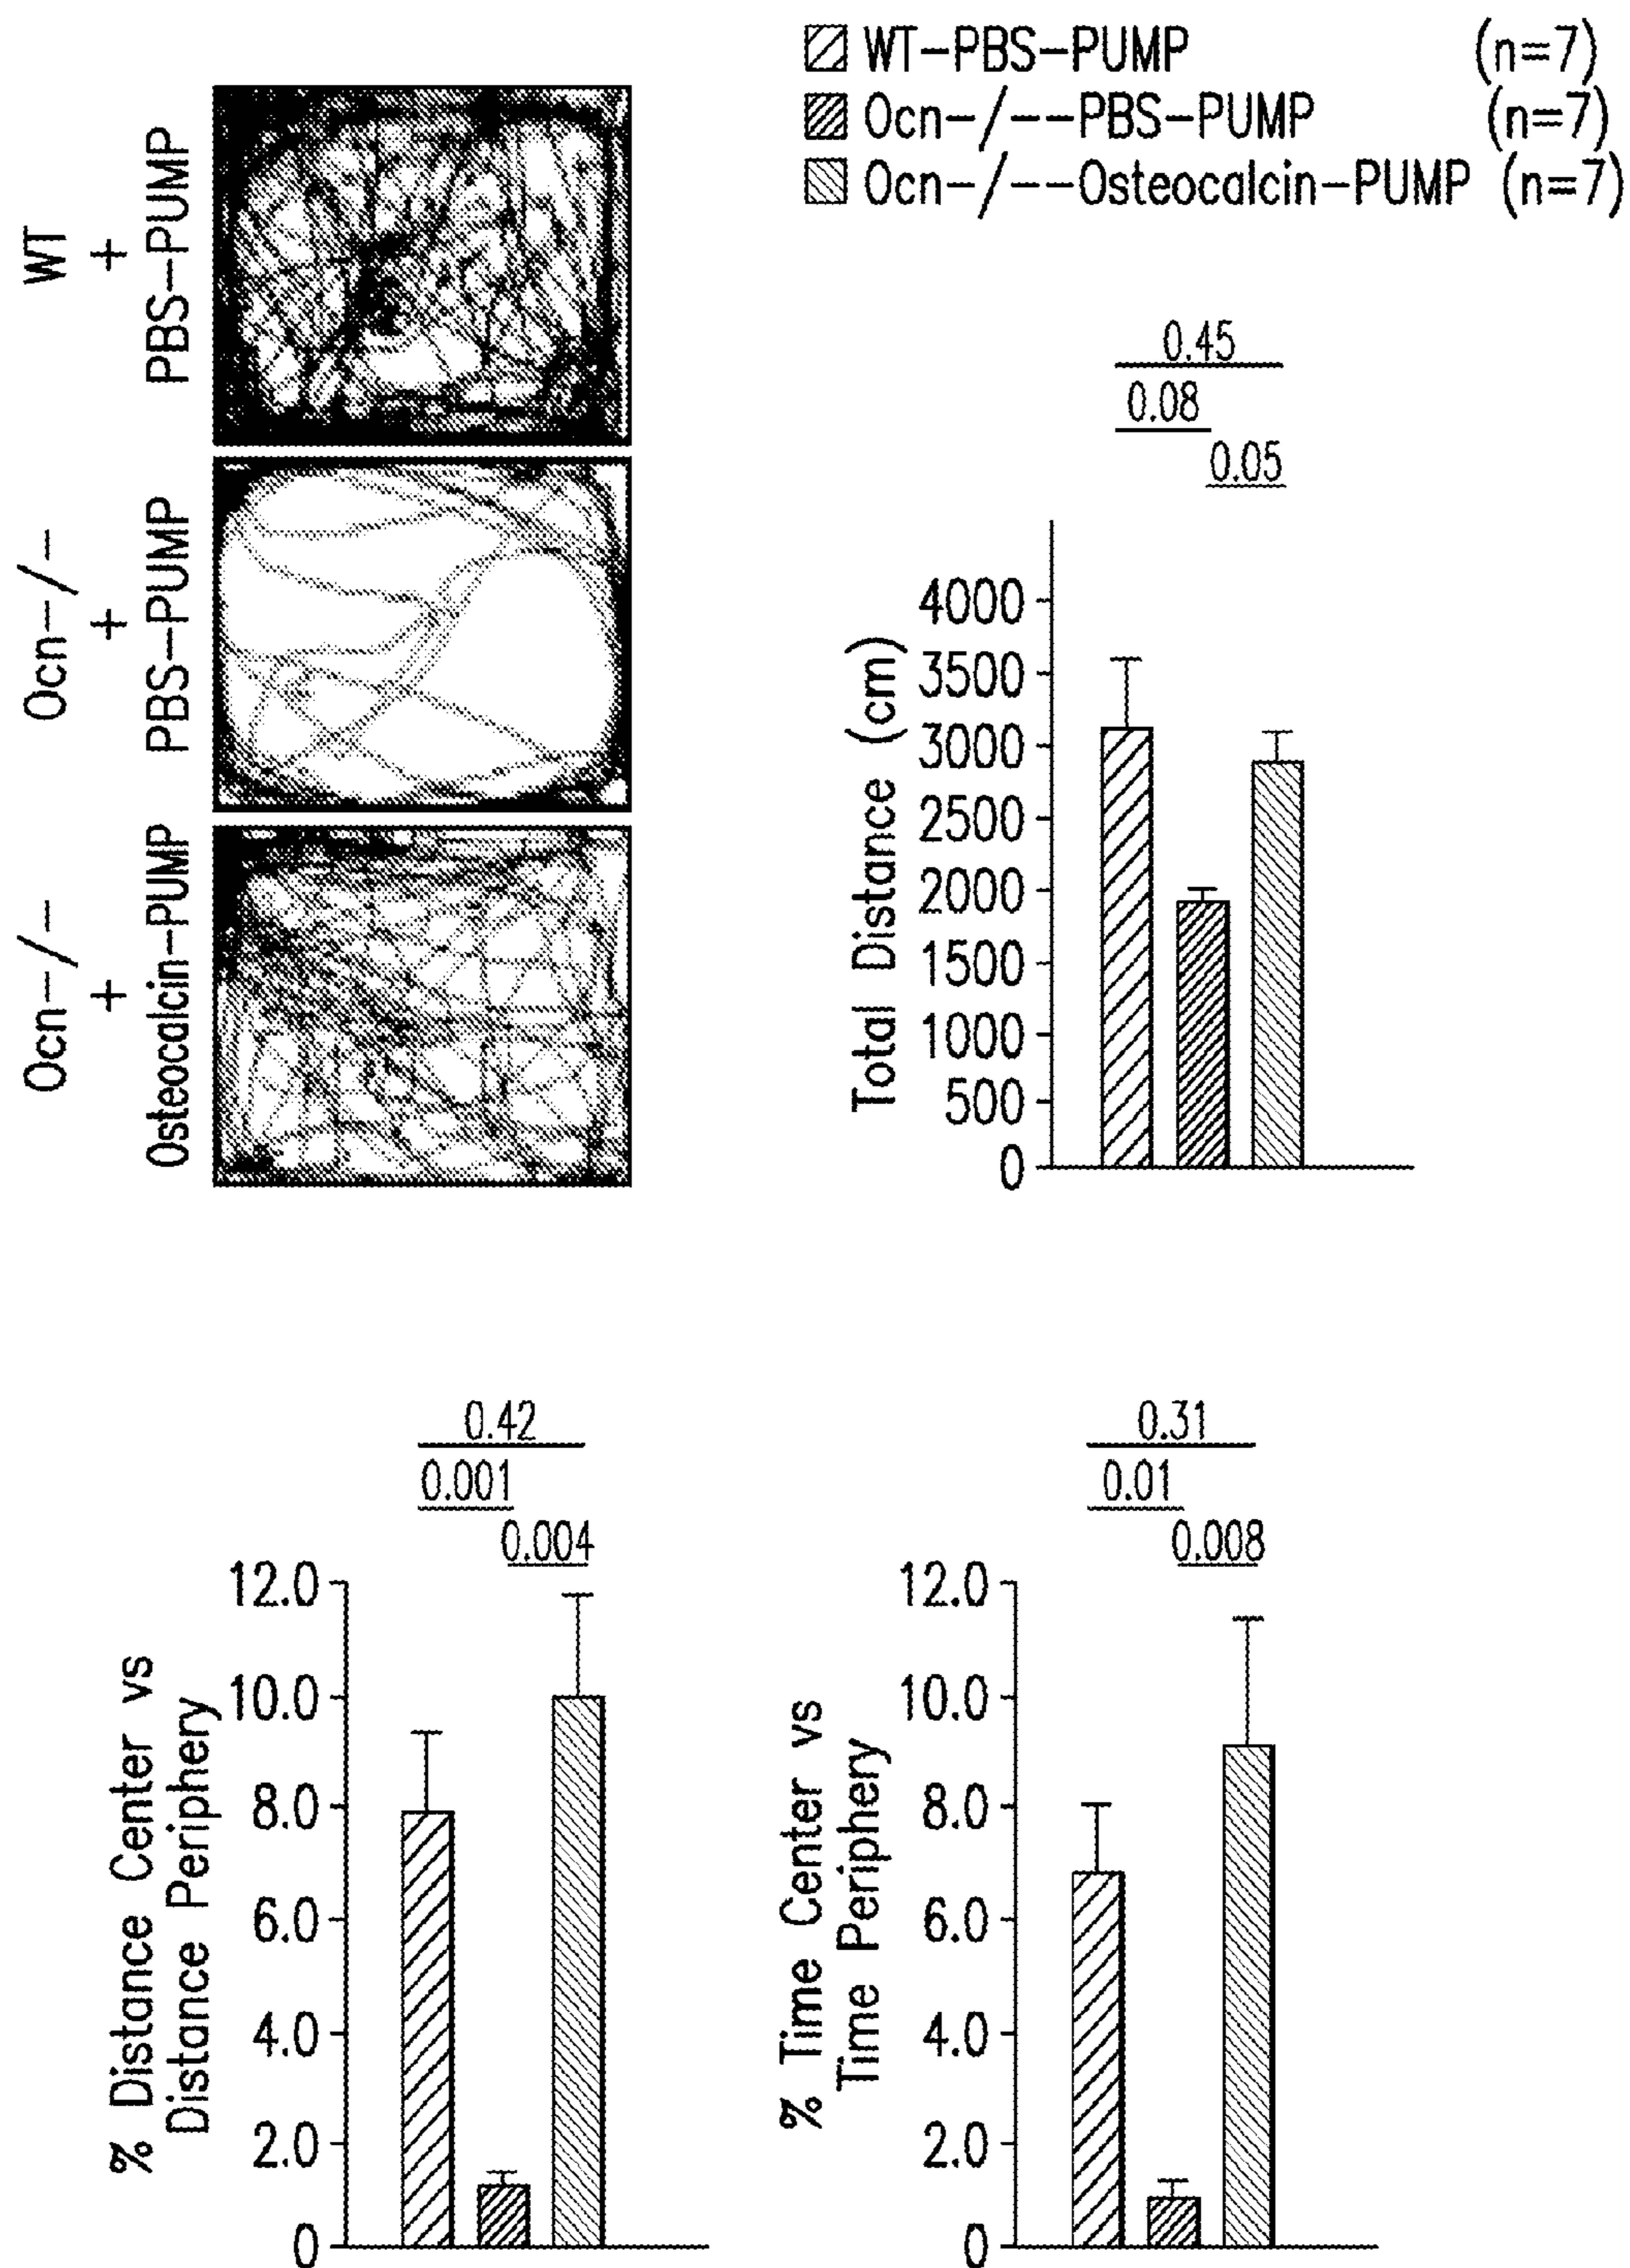 WT-PBS-PUMP (n=7)
Ocn-/--PBS-PUMP (n=7)
Ocn-/--Osteocalcin-PUMP (n=7)
WT
+
PBS-PUMP
Ocn-/-
+
PBS-PUMP
Ocn-/-
+
Osteocalcin-PUMP
0.45
0.08
0.05
Total Distance (cm)
4000
3500
3000
2500
2000
1500
1000
500
0
0.42
0.001
0.004
% Distance Center vs
Distance Periphery
12.0
10.0
8.0
6.0
4.0
2.0
0
0.31
0.01
0.008
% Time Center vs
Time Periphery
12.0
10.0
8.0
6.0
4.0
2.0
0